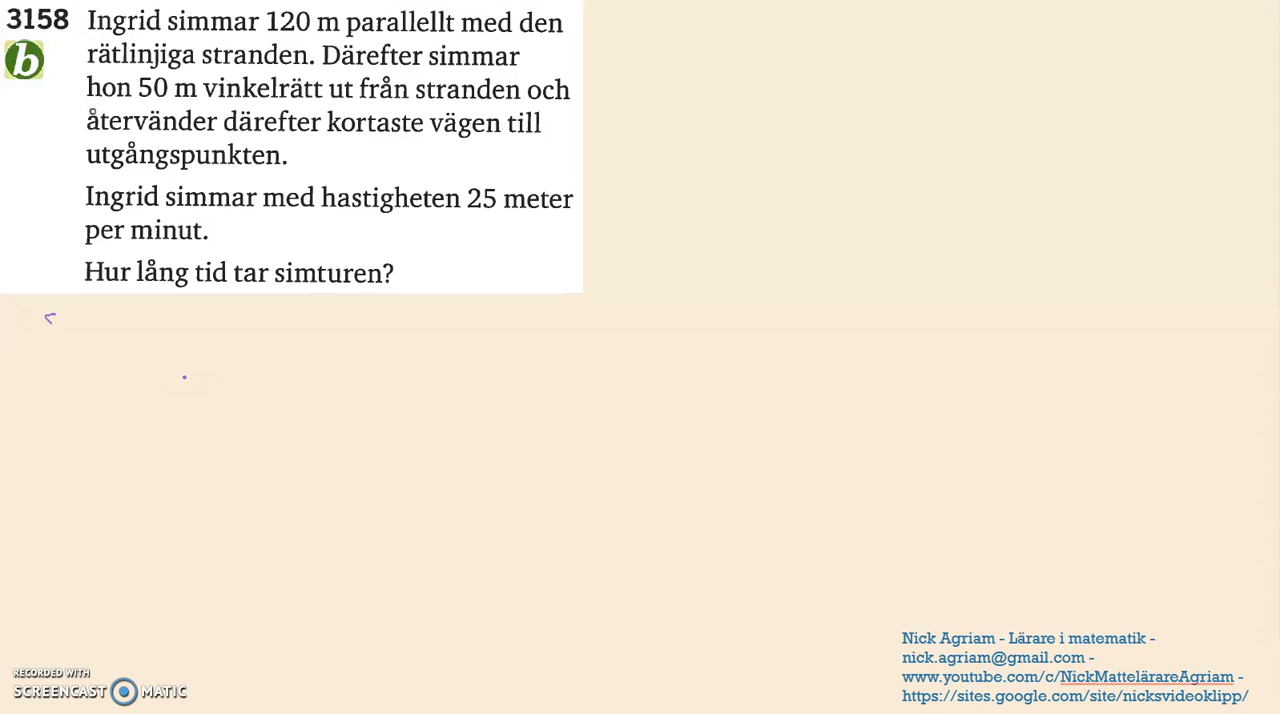 3158 Ingrid simmar 120 m parallellt med den
b rätlinjiga stranden. Därefter simmar
hon 50 m vinkelrätt ut från stranden och
återvänder därefter kortaste vägen till
utgångspunkten.
Ingrid simmar med hastigheten 25 meter
per minut.
Hur lång tid tar simturen?
Nick Agriam - Lärare i matematik -
nick.agriam@gmail.com -
www.youtube.com/c/NickMattelärareAgriam -
https://sites.google.com/site/nicksvideoklipp/
RECORDED WITH
SCREENCAST MATIC